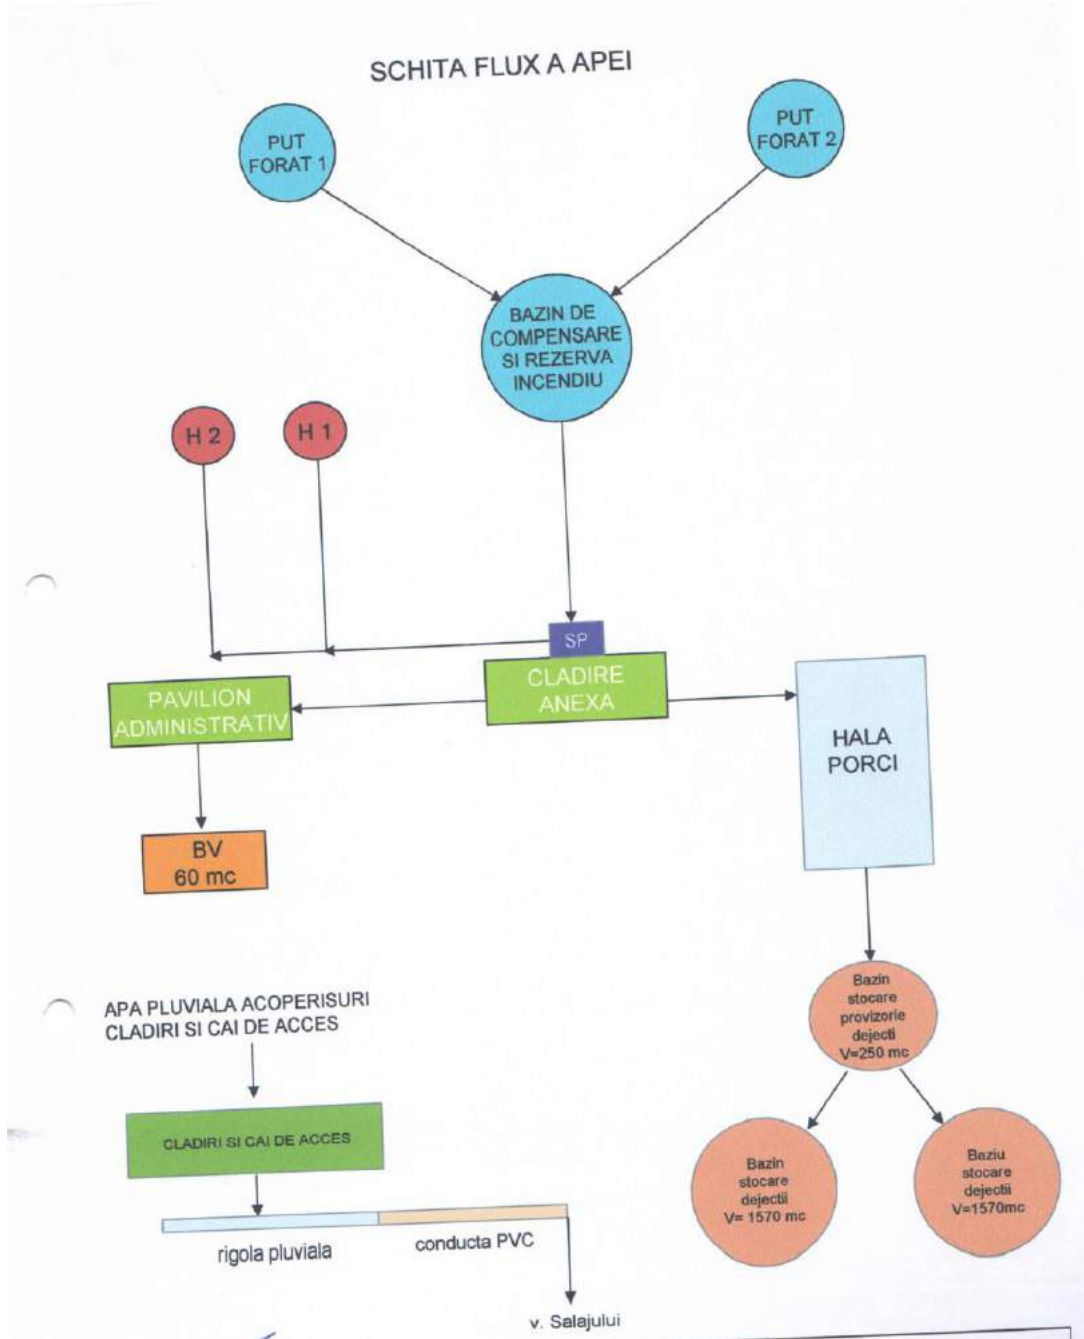 SCHITA FLUX A APEI
PUT
FORAT 1
PUT
FORAT 2
BAZIN DE
COMPENSARE
SI REZERVA
INCENDIU
H 2
H 1
SP
CLADIRE
ANEXA
PAVILION
ADMINISTRATIV
HALA
PORCI
BV
60 mc
Bazin
stocare
provizorie
dejecti
V=250 mc
APA PLUVIALA ACOPERISURI
CLADIRI SI CAI DE ACCES
CLADIRI SI CAI DE ACCES
Bazin
stocare
dejectii
V= 1570 mc
Baziu
stocare
dejectii
V=1570mc
rigola pluviala
conducta PVC
v. Salajului